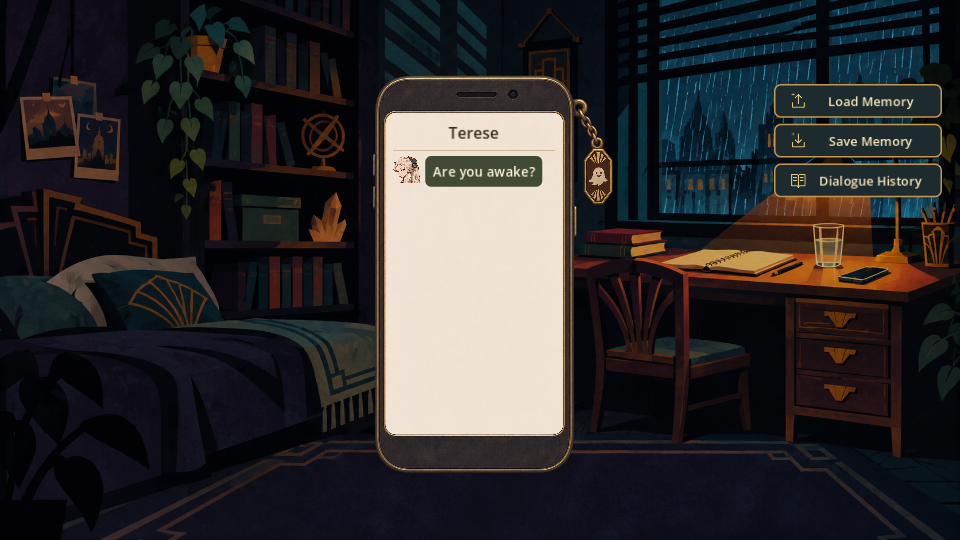 Terese
Are you awake?
Load Memory
Save Memory
Dialogue History